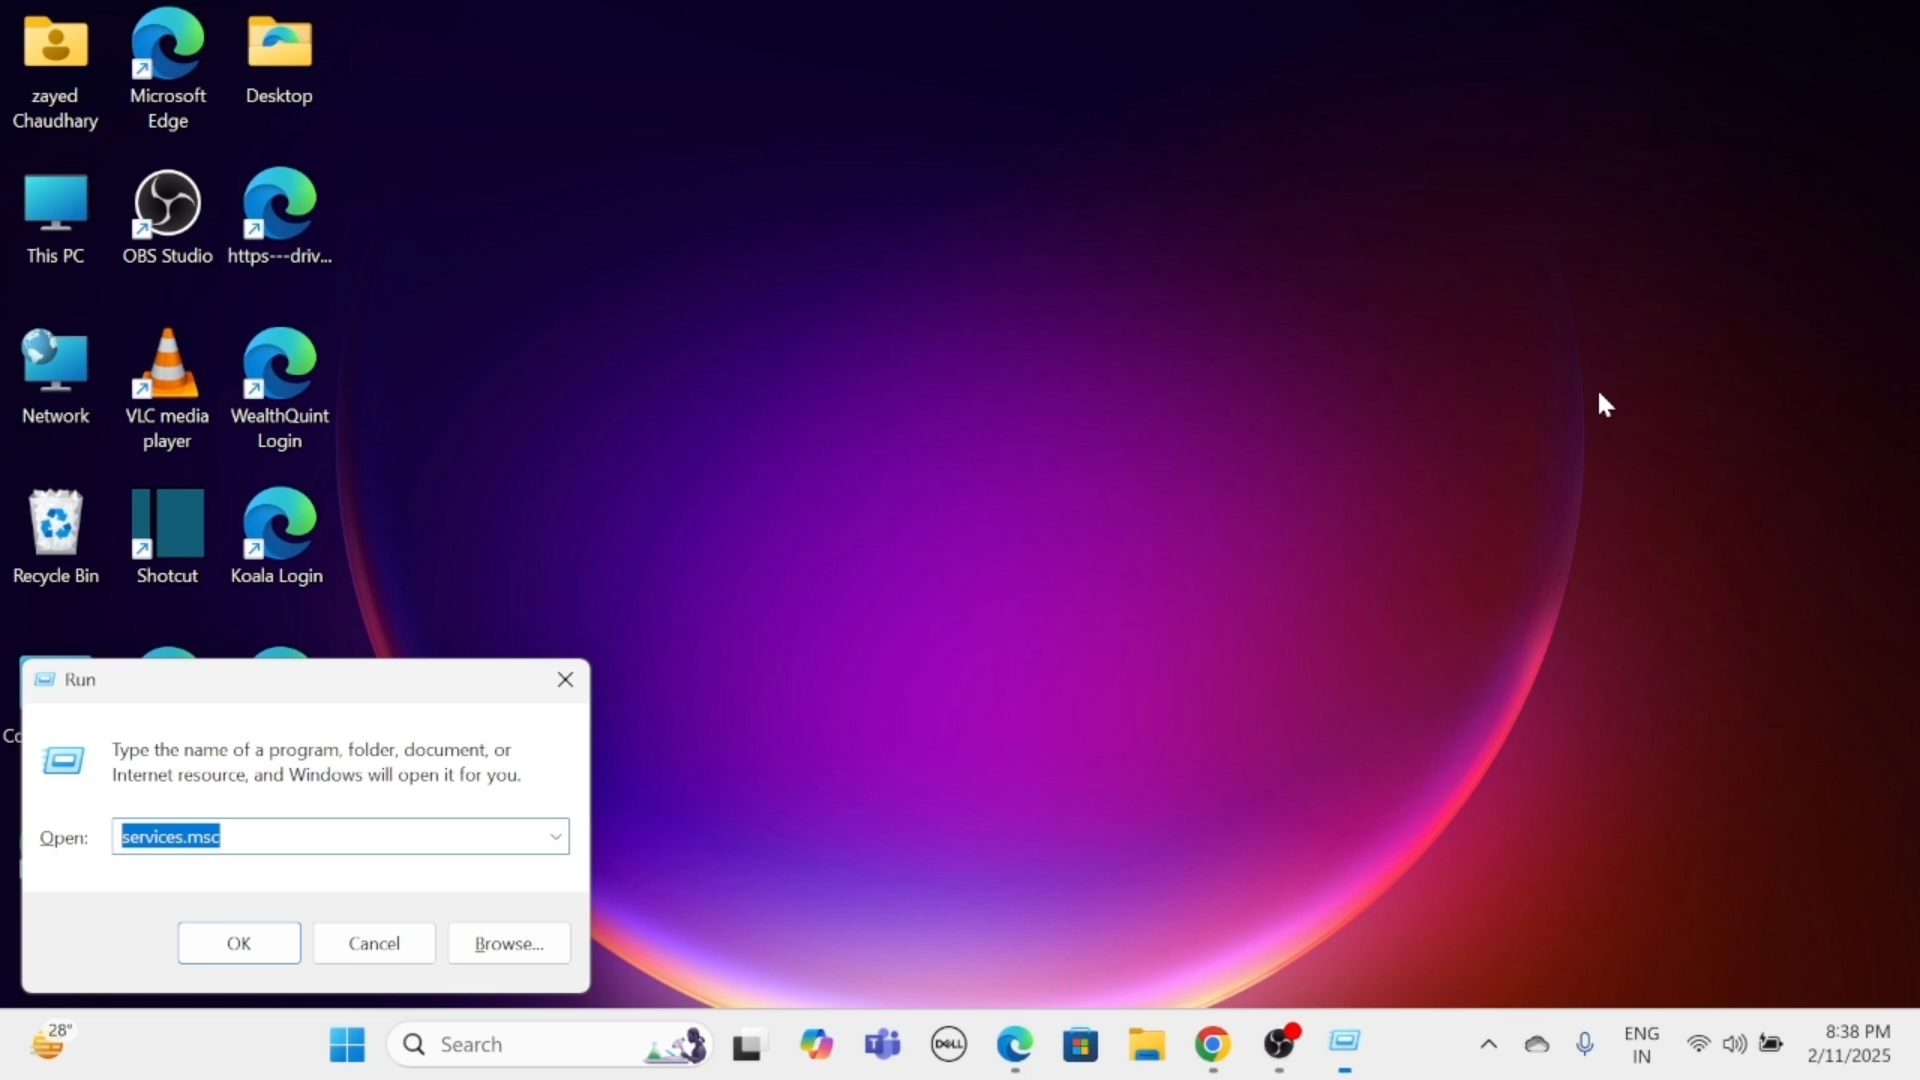 zayed
Chaudhary
Microsoft
Edge
Desktop
This PC
OBS Studio
https---driv...
Network
VLC media
player
WealthQuint
Login
Recycle Bin
Shotcut
Koala Login
Co
Run
Type the name of a program, folder, document, or
Internet resource, and Windows will open it for you.
Open:
services.msc
OK
Cancel
Browse...
28°
Search
DELL
ENG
IN
8:38 PM
2/11/2025